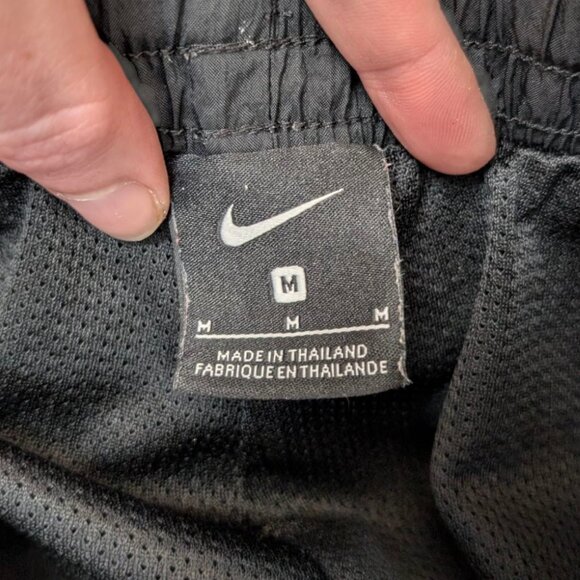 M
M M M
MADE IN THAILAND
FABRIQUE EN THAILANDE